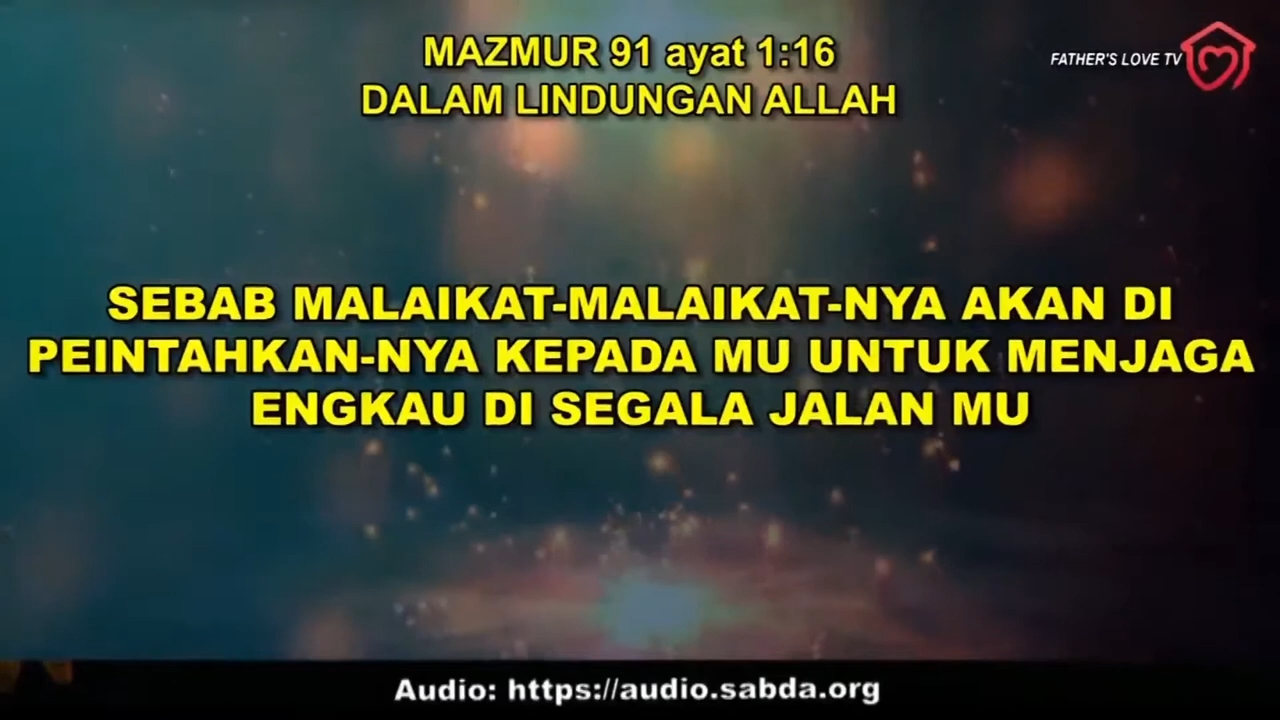 MAZMUR 91 ayat 1:16
DALAM LINDUNGAN ALLAH
FATHER'S LOVE TV
SEBAB MALAIKAT-MALAIKAT-NYA AKAN DI
PEINTAHKAN-NYA KEPADA MU UNTUK MENJAGA
ENGKAU DI SEGALA JALAN MU
Audio: https://audio.sabda.org